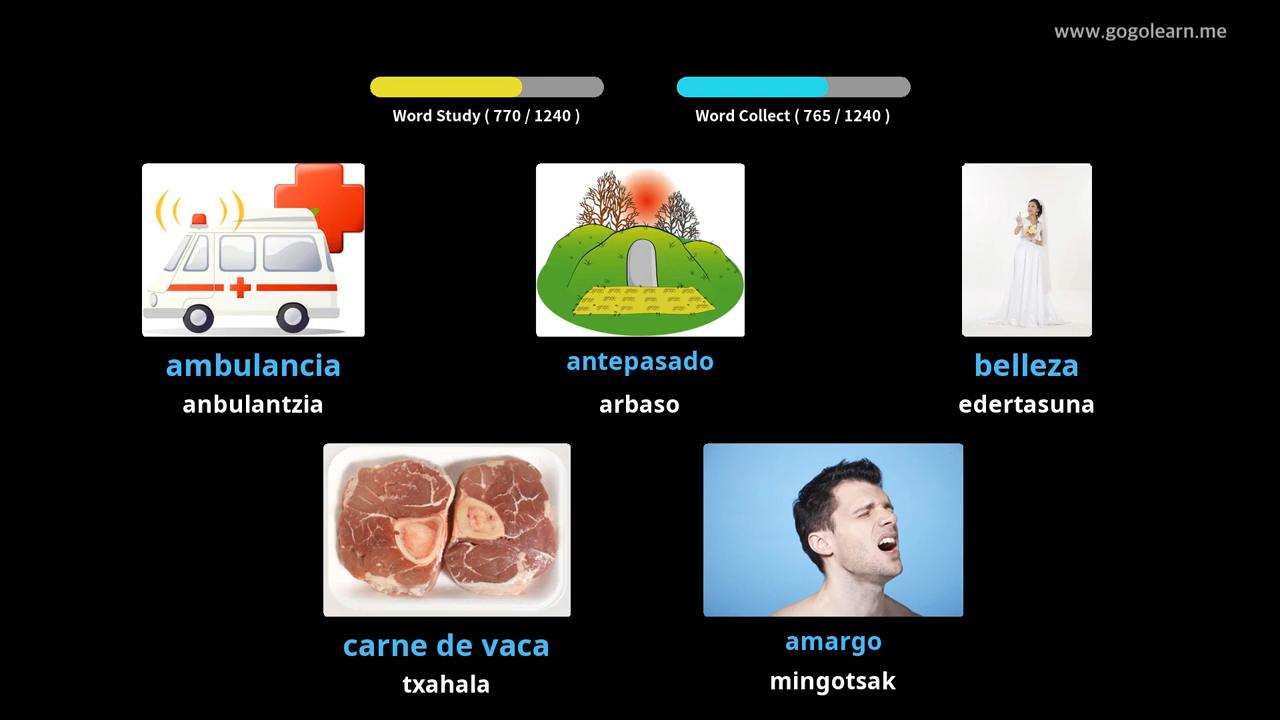 www.gogolearn.me
Word Study ( 770 / 1240 )
Word Collect ( 765 / 1240 )
ambulancia
anbulantzia
antepasado
arbaso
belleza
edertasuna
carne de vaca
txahala
amargo
mingotsak